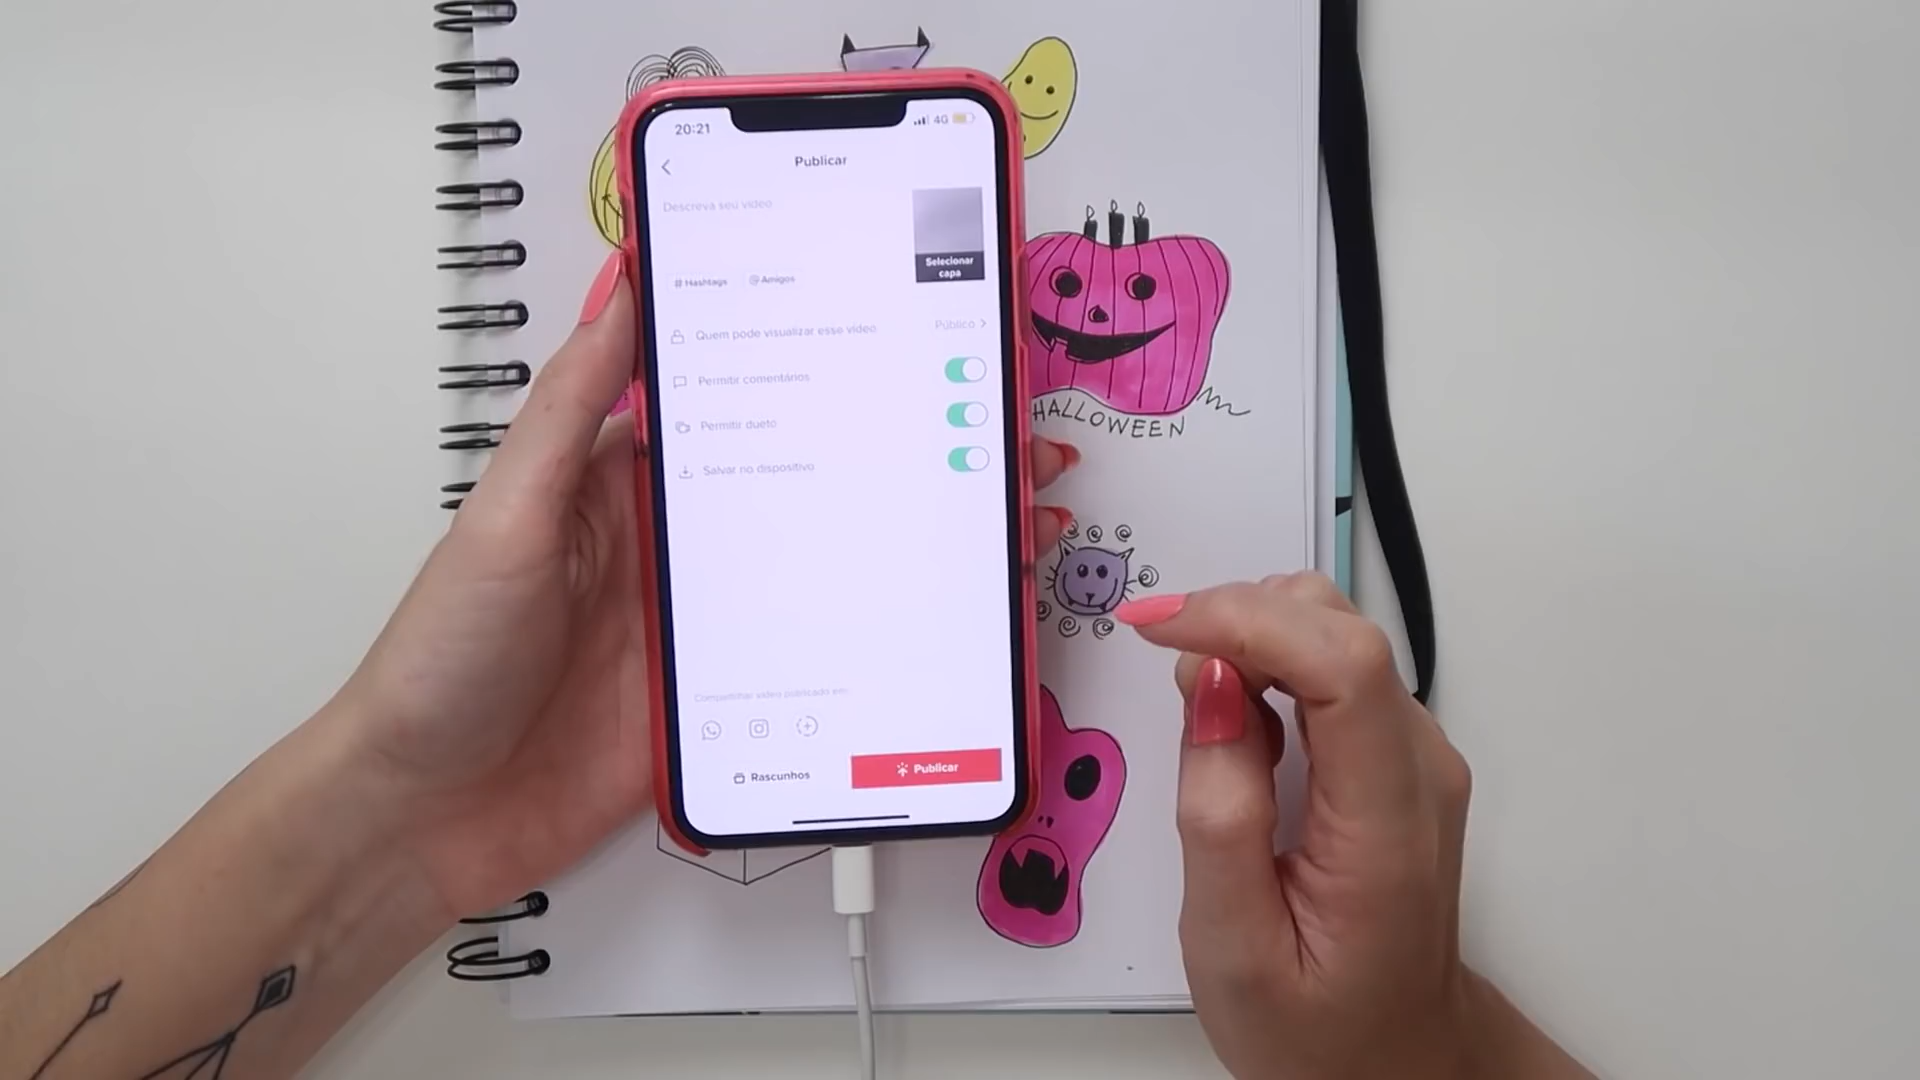 20:21
4G
Publicar
Descreva seu vídeo
Selecionar
capa
# Hashtags
@ Amigos
Quem pode visualizar esse vídeo
Público >
Permitir comentários
Permitir dueto
Salvar no dispositivo
Compartilhar vídeo publicado em:
Rascunhos
Publicar
HALLOWEEN